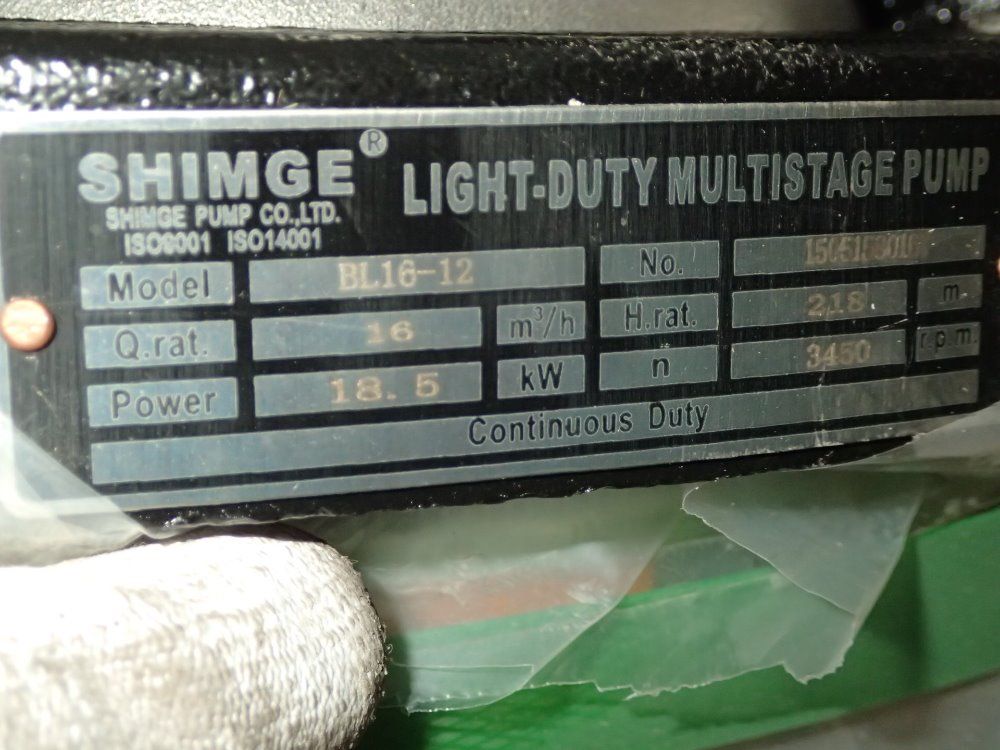 SHIMGE® LIGHT-DUTY MULTISTAGE PUMP
SHIMGE PUMP CO.,LTD.
ISO9001 ISO14001
Model BL16-12 No.
Q.rat. 16 m³/h H.rat. 218 m
Power 18.5 kW n 3450 r.p.m.
Continuous Duty